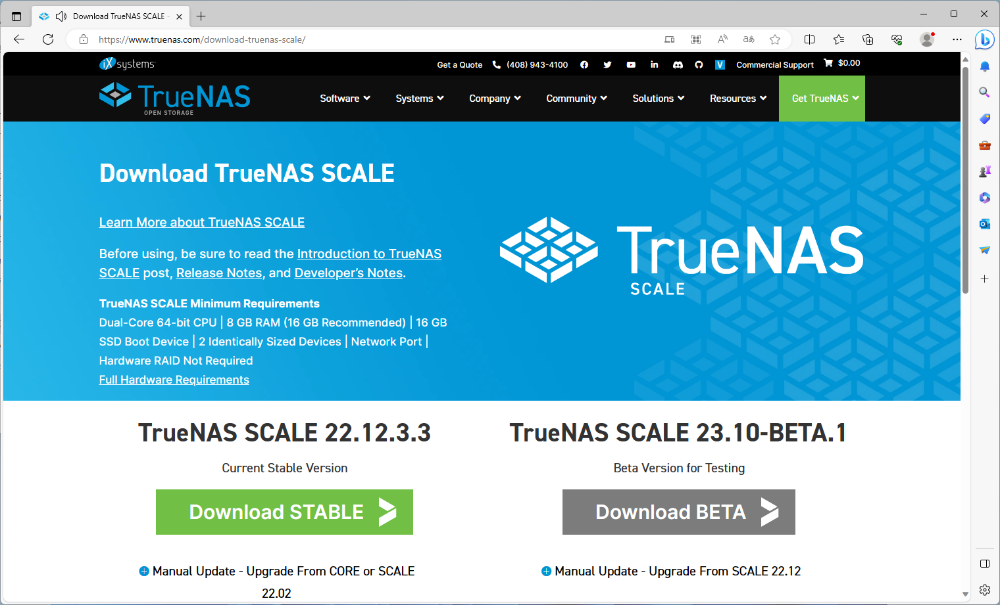 Download TrueNAS SCALE -
https://www.truenas.com/download-truenas-scale/
iXsystems
Get a Quote (408) 943-4100 Commercial Support $0.00
TrueNAS
OPEN STORAGE
Software Systems Company Community Solutions Resources Get TrueNAS
Download TrueNAS SCALE
Learn More about TrueNAS SCALE
Before using, be sure to read the Introduction to TrueNAS
SCALE post, Release Notes, and Developer’s Notes.
TrueNAS SCALE Minimum Requirements
Dual-Core 64-bit CPU | 8 GB RAM (16 GB Recommended) | 16 GB
SSD Boot Device | 2 Identically Sized Devices | Network Port |
Hardware RAID Not Required
Full Hardware Requirements
TrueNAS
SCALE
TrueNAS SCALE 22.12.3.3
Current Stable Version
Download STABLE
Manual Update - Upgrade From CORE or SCALE
22.02
TrueNAS SCALE 23.10-BETA.1
Beta Version for Testing
Download BETA
Manual Update - Upgrade From SCALE 22.12